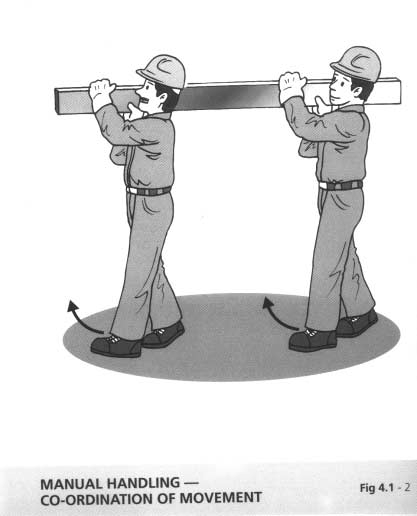 MANUAL HANDLING —
CO-ORDINATION OF MOVEMENT
Fig 4.1 - 2